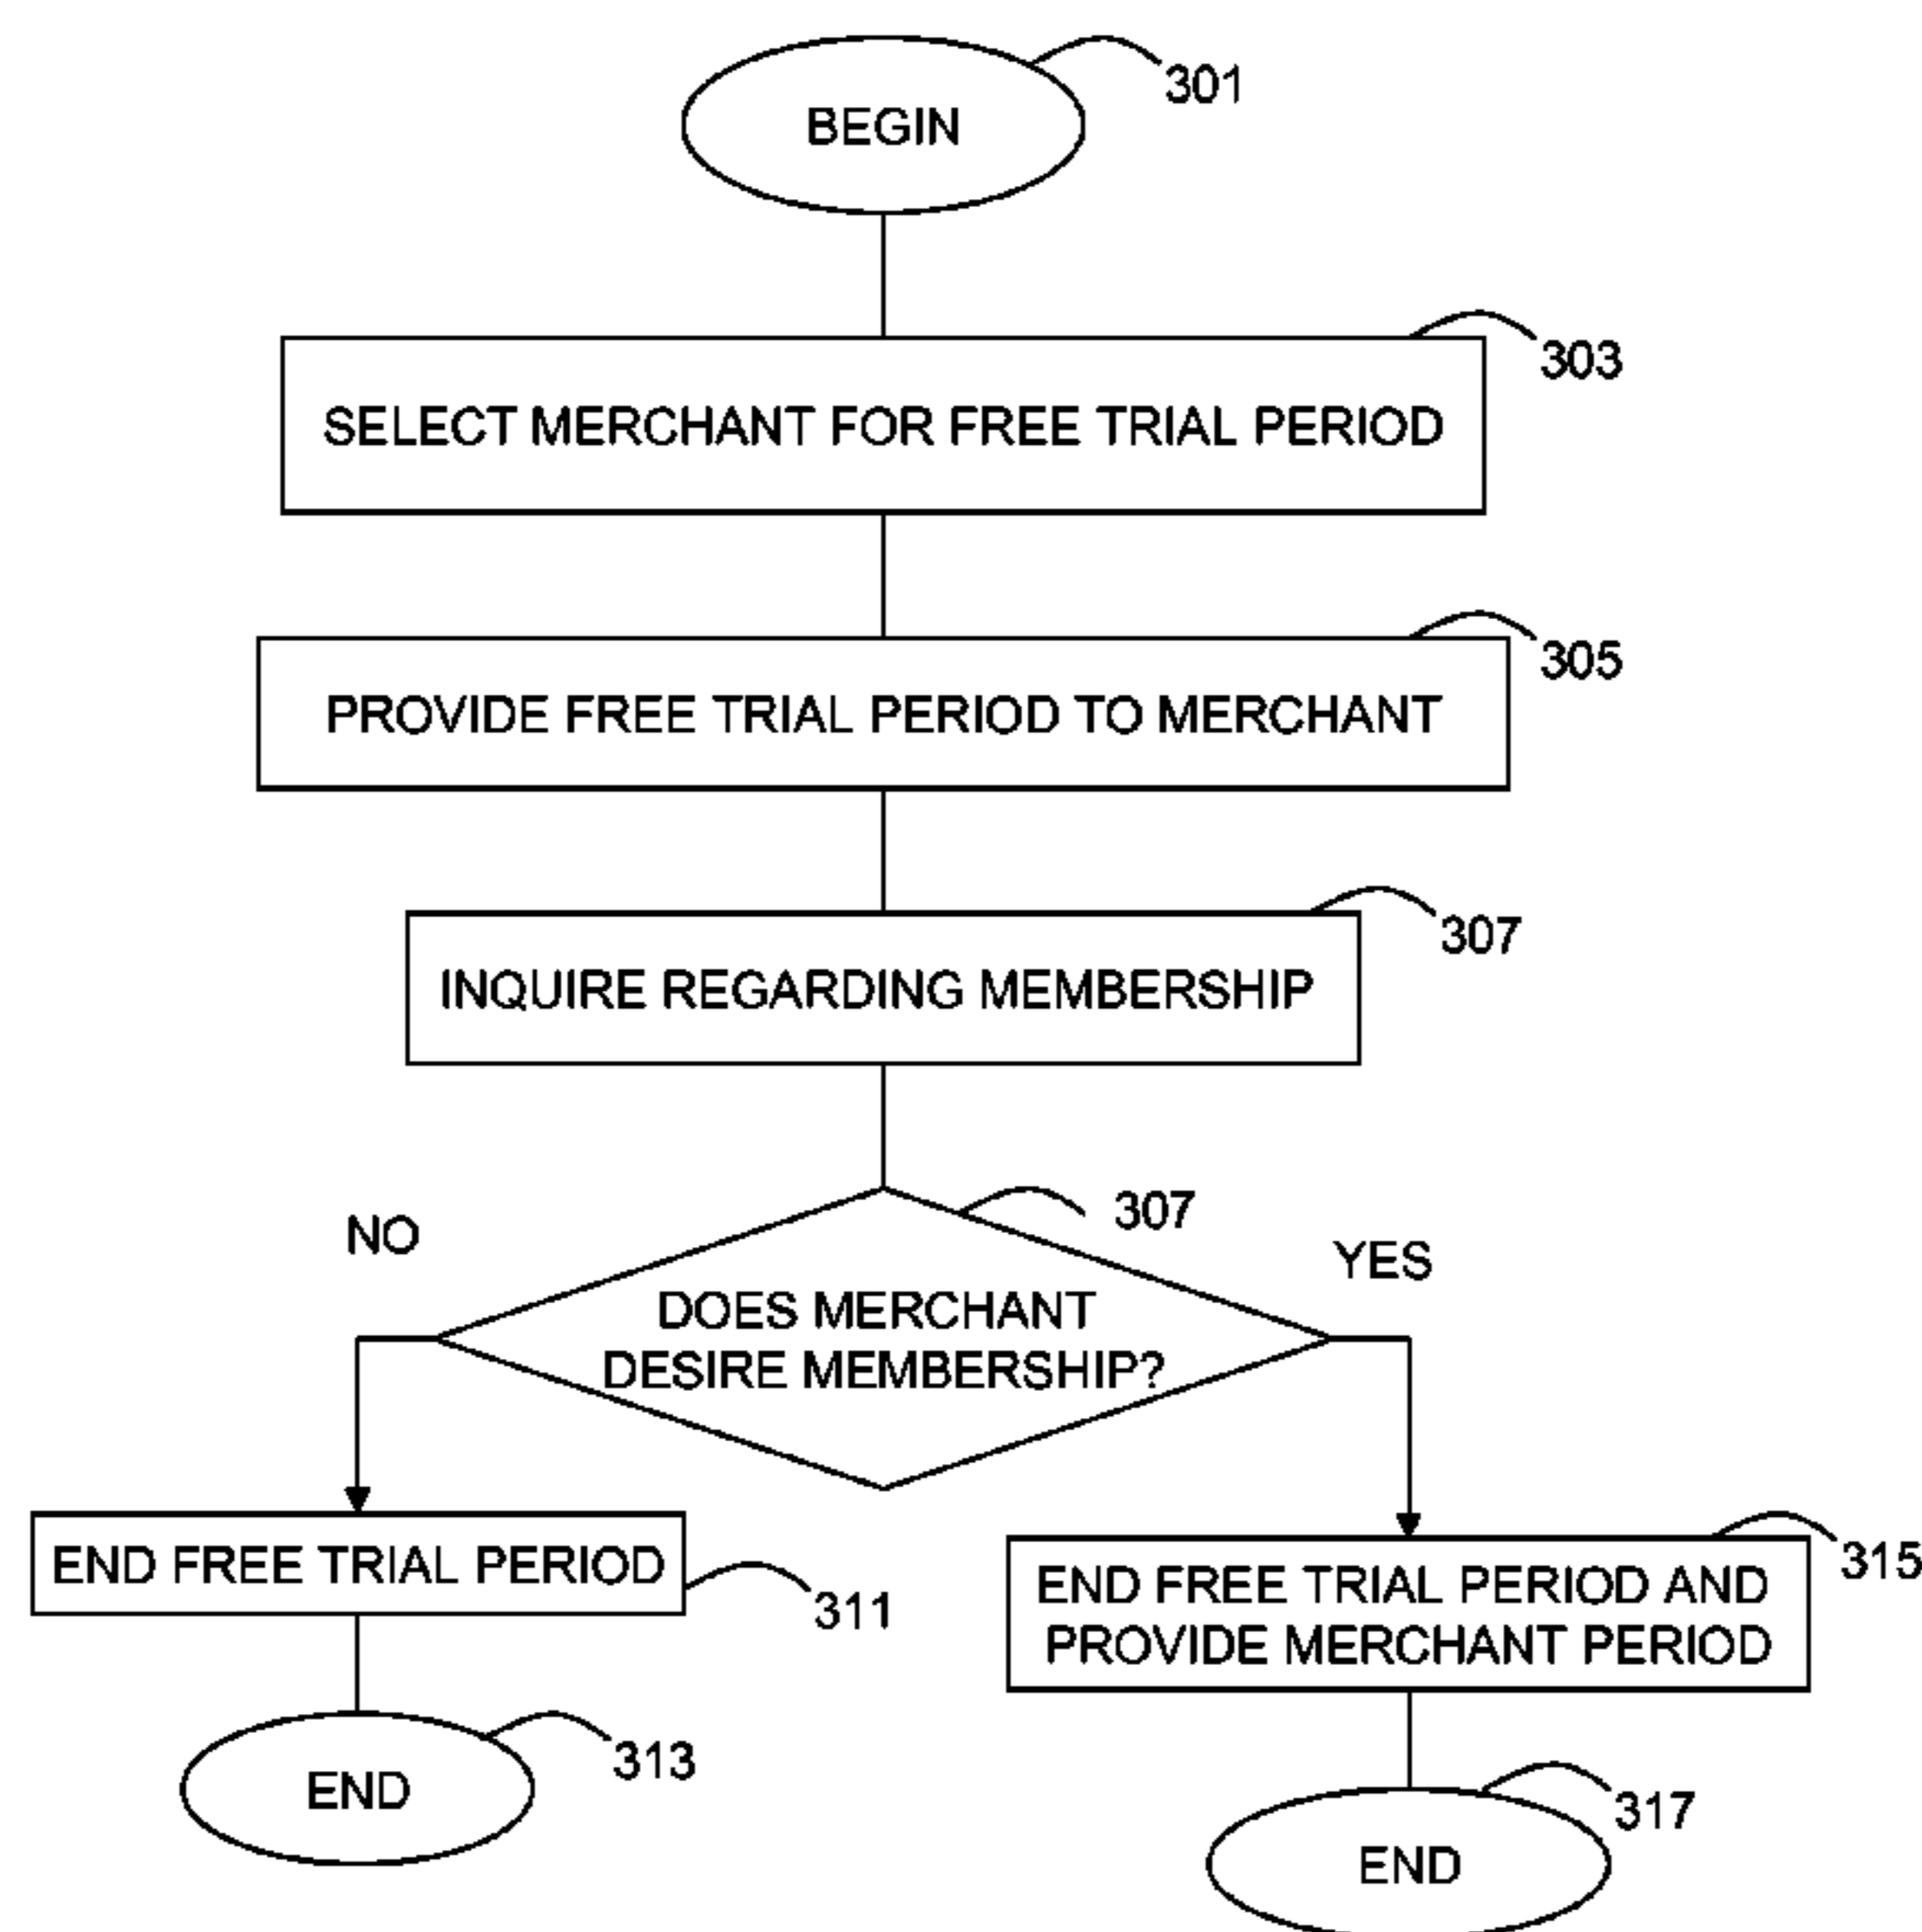 301
BEGIN
303
SELECT MERCHANT FOR FREE TRIAL PERIOD
305
PROVIDE FREE TRIAL PERIOD TO MERCHANT
307
INQUIRE REGARDING MEMBERSHIP
307
NO
YES
DOES MERCHANT
DESIRE MEMBERSHIP?
END FREE TRIAL PERIOD
311
315
END FREE TRIAL PERIOD AND
PROVIDE MERCHANT PERIOD
313
END
317
END